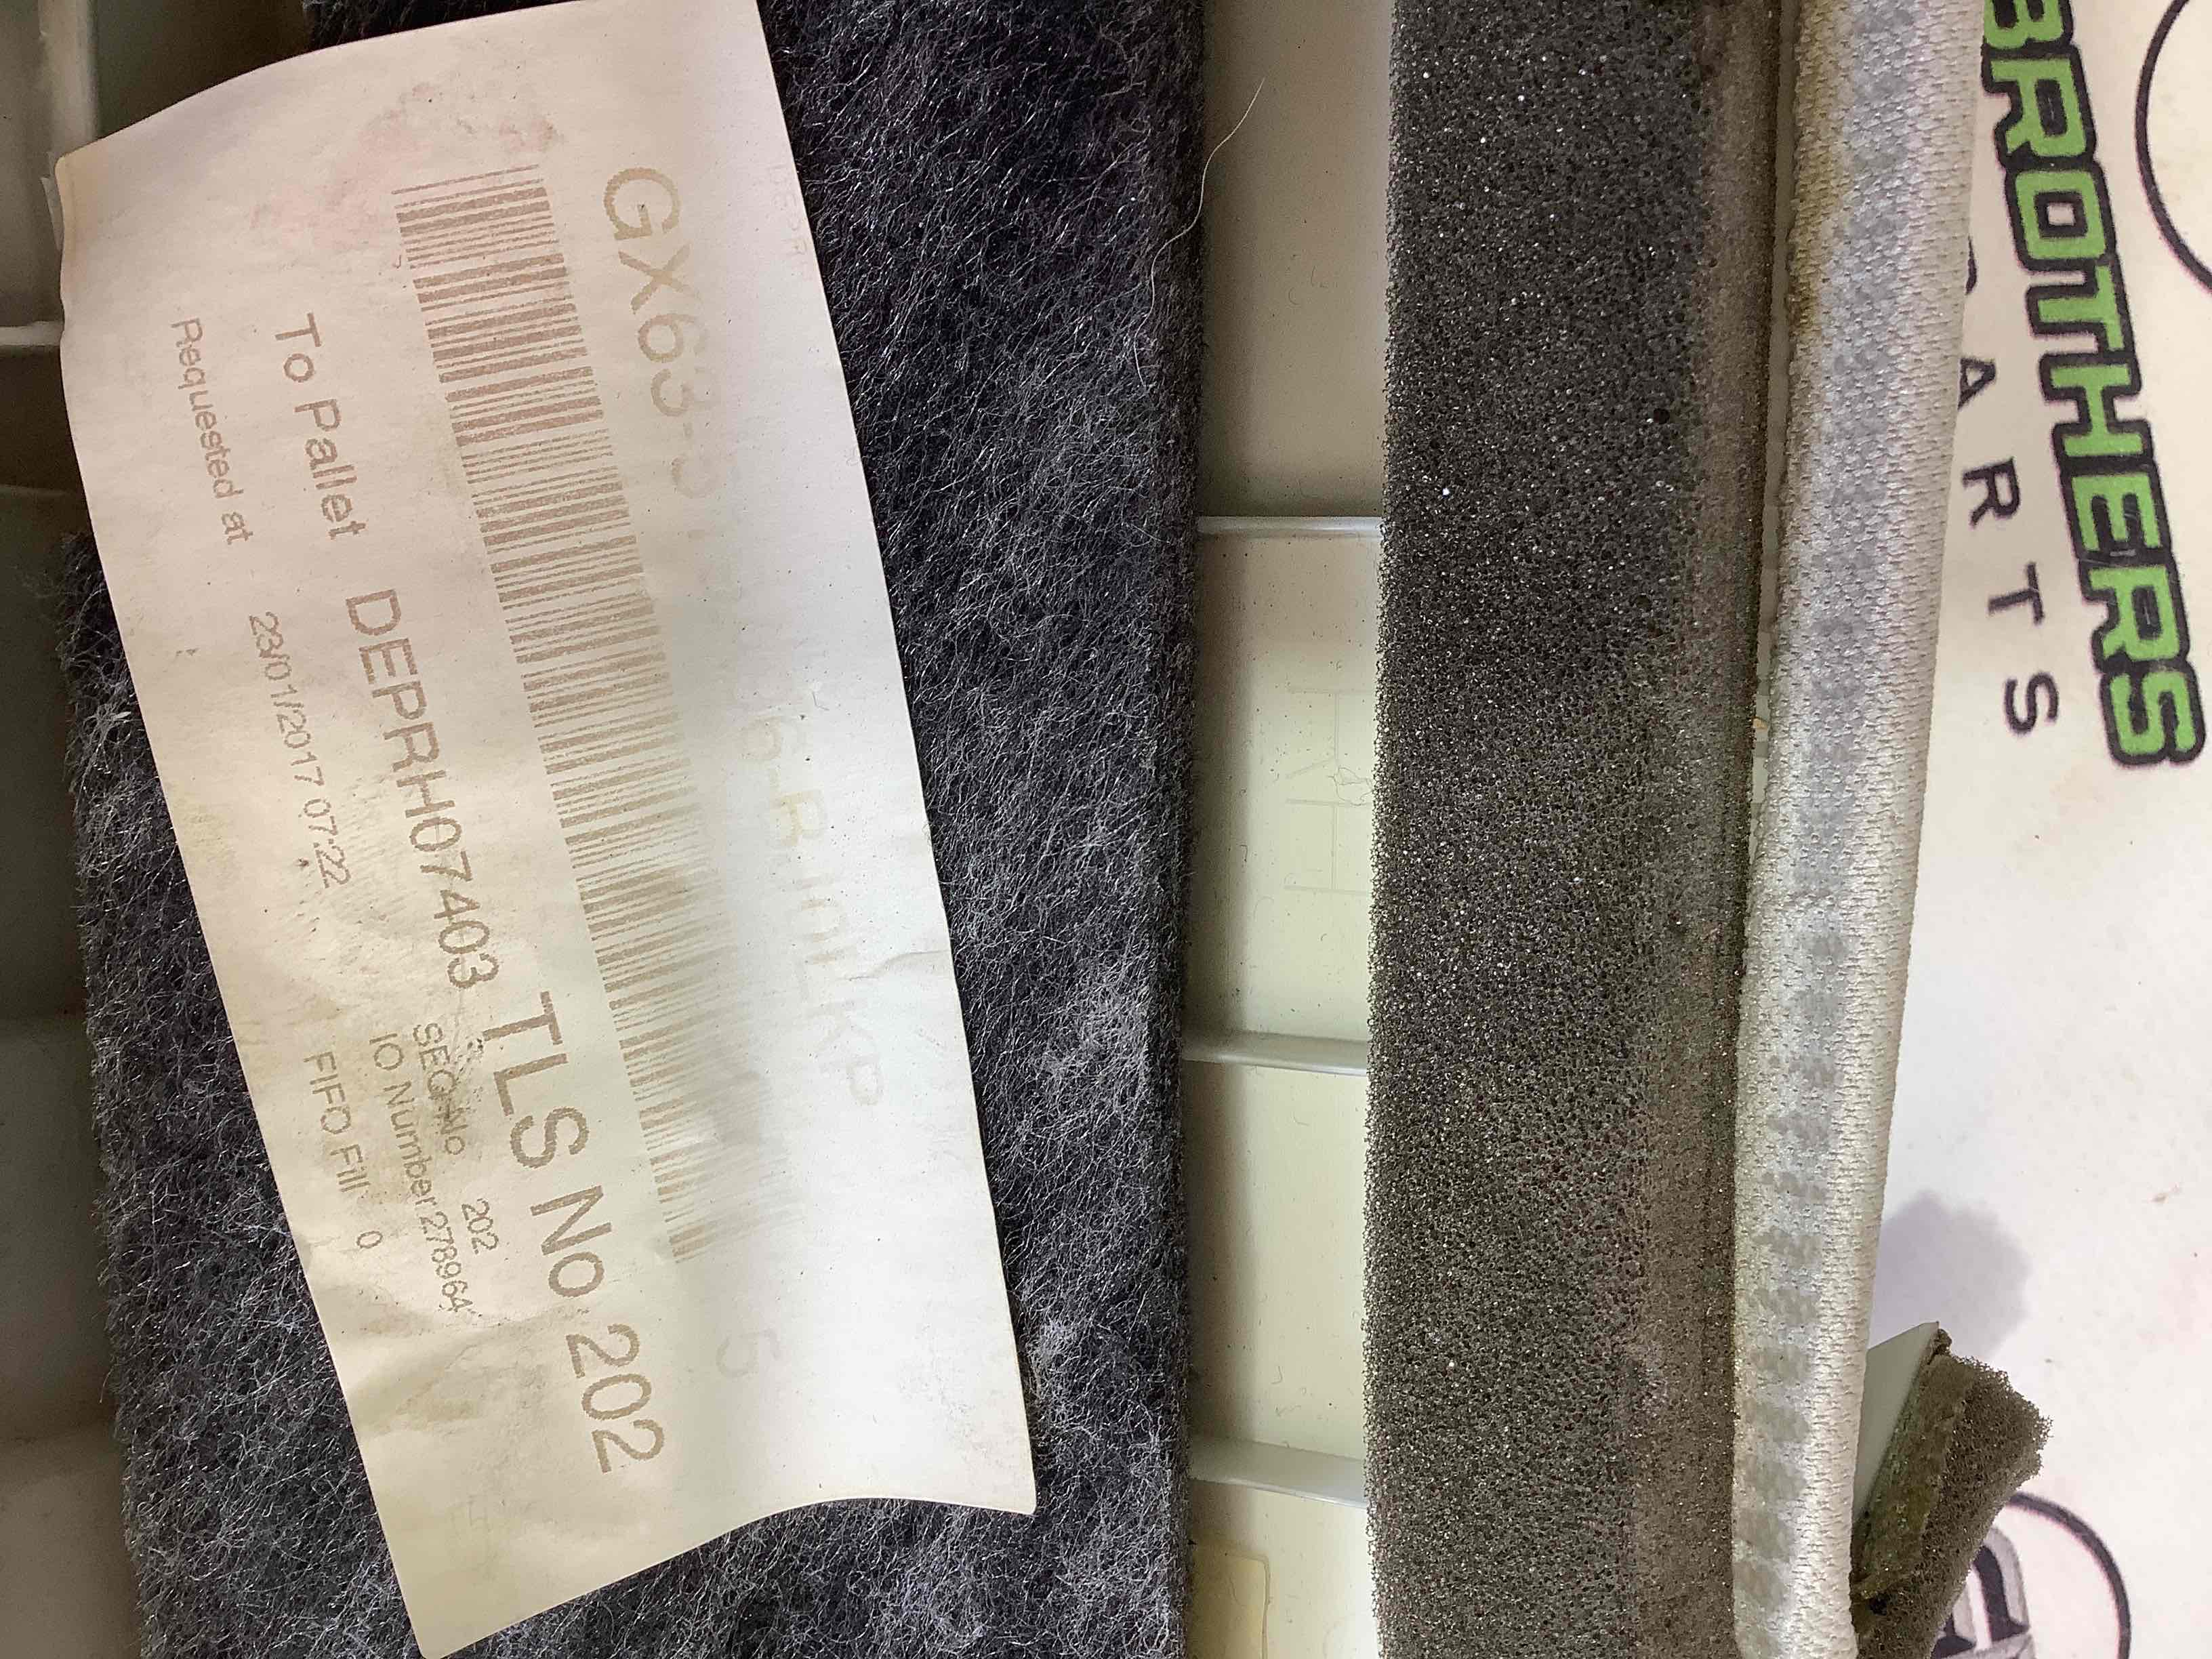 GX63-
TLS No 202
To Pallet DEPRH07403
SEQ No 202
IO Number 278964
Requested at 23/01/2017 07:22
FIFO Fill 0
BROTHERS
PARTS